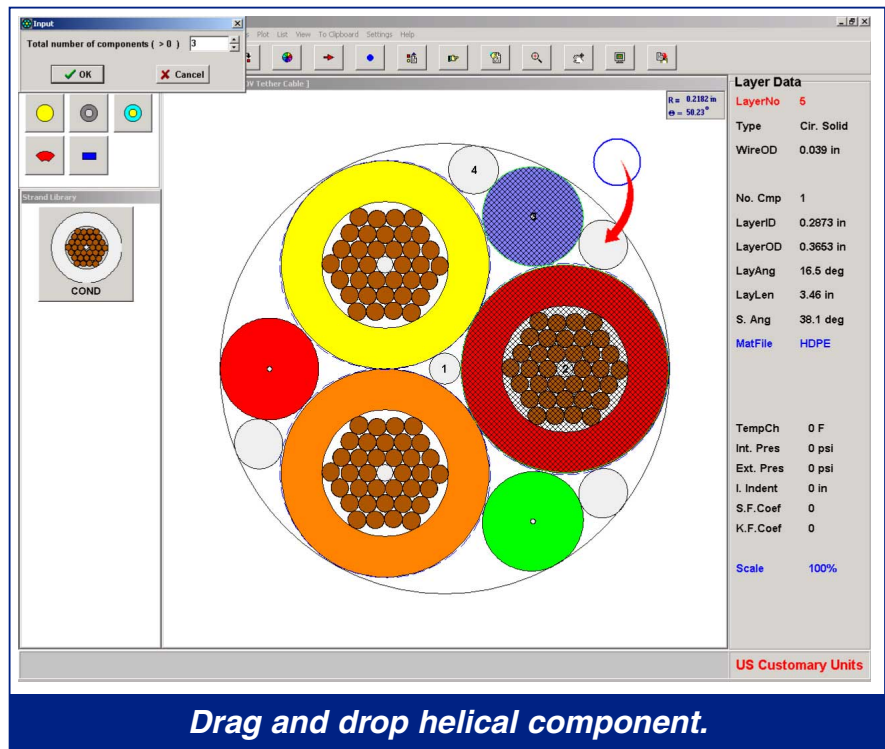 Input
Total number of components ( > 0 ) 3
OK Cancel
Plot List View To Clipboard Settings Help
Tether Cable ]
R = 0.2182 in
Θ = 50.23°
Strand Library
COND
4
3
1
2
Layer Data
LayerNo 5
Type Cir. Solid
WireOD 0.039 in
No. Cmp 1
LayerID 0.2873 in
LayerOD 0.3653 in
LayAng 16.5 deg
LayLen 3.46 in
S. Ang 38.1 deg
MatFile HDPE
TempCh 0 F
Int. Pres 0 psi
Ext. Pres 0 psi
I. Indent 0 in
S.F.Coef 0
K.F.Coef 0
Scale 100%
US Customary Units
Drag and drop helical component.